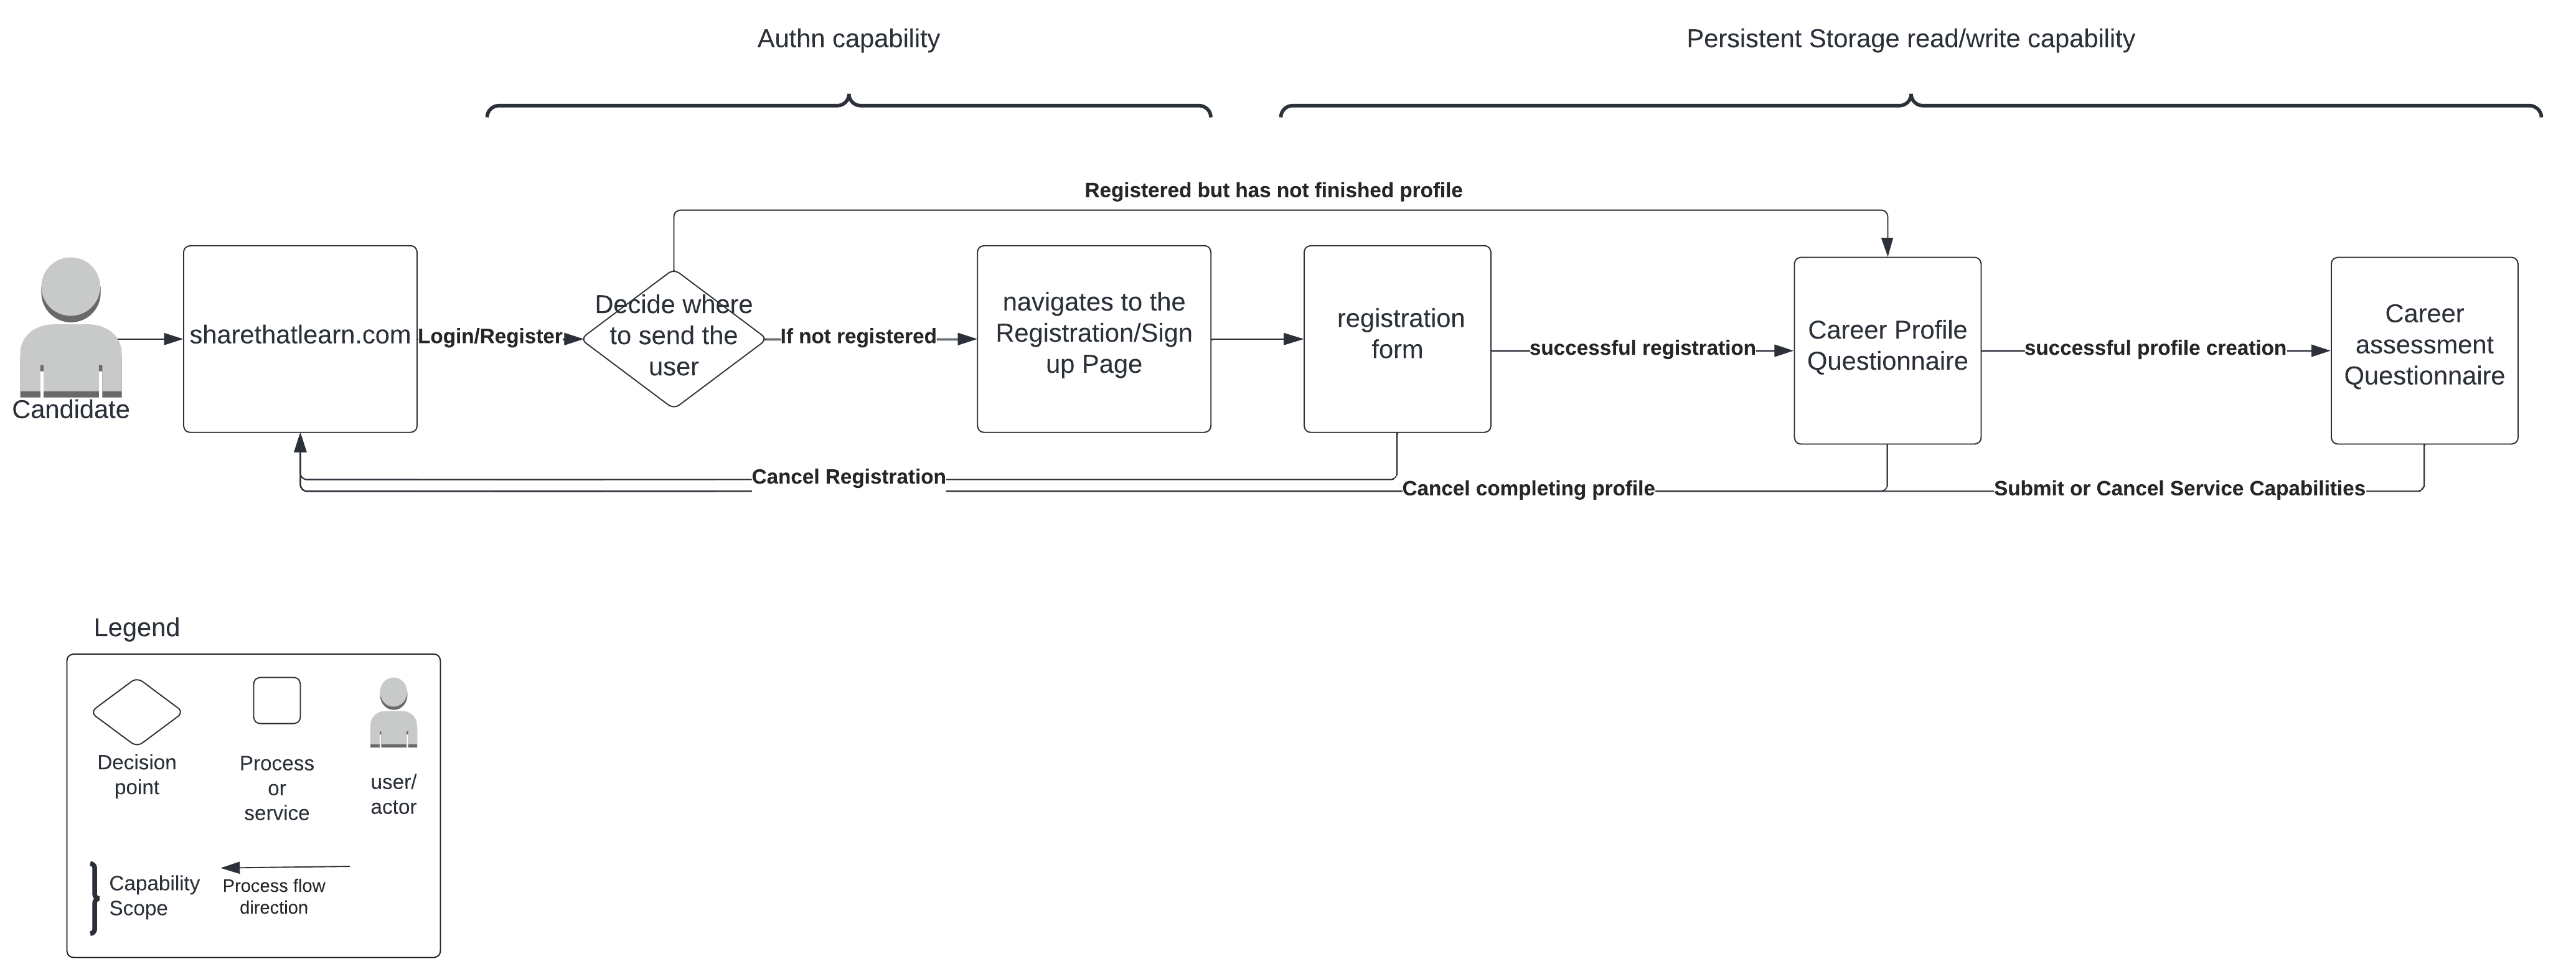 Authn capability
Persistent Storage read/write capability
Registered but has not finished profile
Candidate
sharethatlearn.com
Login/Register
Decide where
to send the
user
If not registered
navigates to the
Registration/Sign
up Page
registration
form
successful registration
Career Profile
Questionnaire
successful profile creation
Career
assessment
Questionnaire
Cancel Registration
Cancel completing profile
Submit or Cancel Service Capabilities
Legend
Decision
point
Process
or
service
user/
actor
Capability
Scope
Process flow
direction